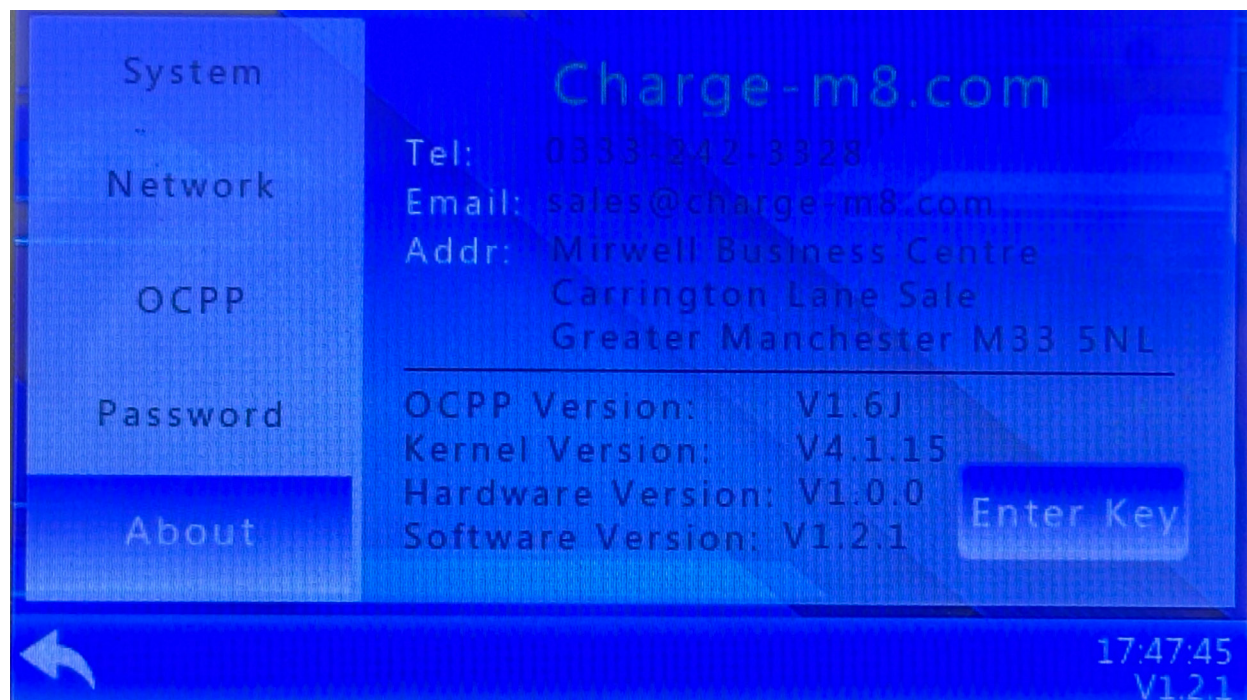 System
Network
OCPP
Password
About
Charge-m8.com
Tel: 0333-242-3328
Email: sales@charge-m8.com
Addr: Mirwell Business Centre
Carrington Lane Sale
Greater Manchester M33 5NL
OCPP Version: V1.6J
Kernel Version: V4.1.15
Hardware Version: V1.0.0
Software Version: V1.2.1
Enter Key
17:47:45
V1.2.1